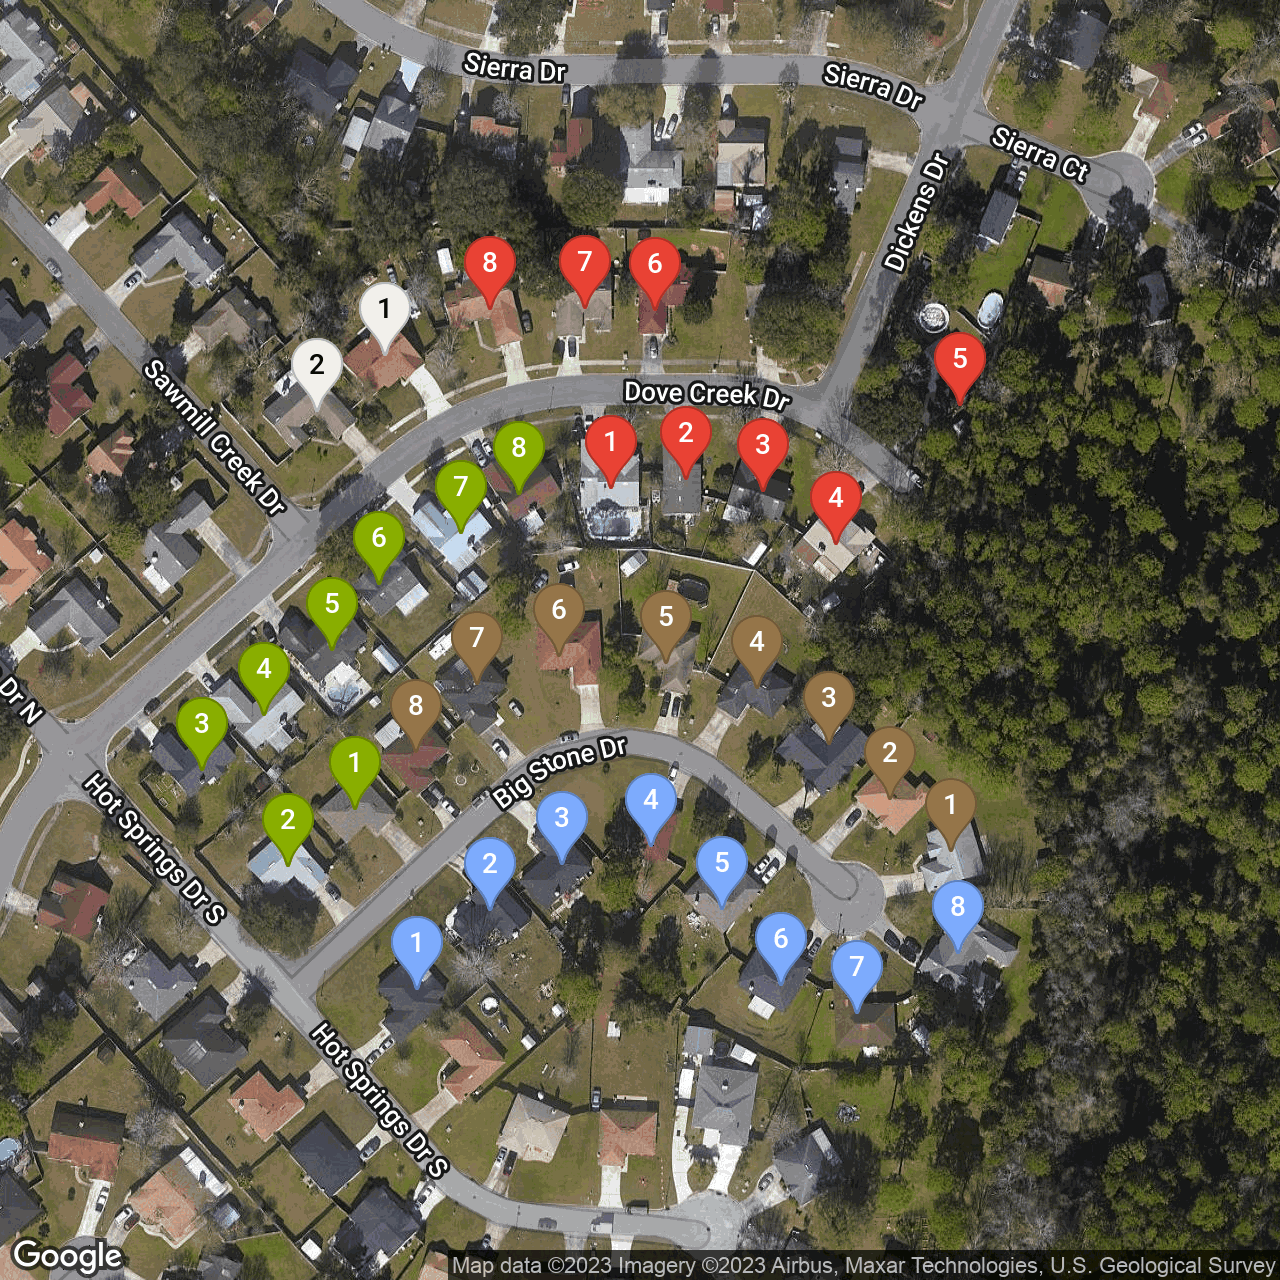 Sierra Dr
Sierra Dr
Sierra Ct
Dickens Dr
8
7
6
1
2
5
Dove Creek Dr
Sawmill Creek Dr
8
1
2
3
7
4
6
5
6
5
7
4
4
3
3
8
2
1
2
1
Dr N
Big Stone Dr
Hot Springs Dr S
4
3
2
5
8
1
6
7
Hot Springs Dr S
Google
Map data ©2023 Imagery ©2023 Airbus, Maxar Technologies, U.S. Geological Survey